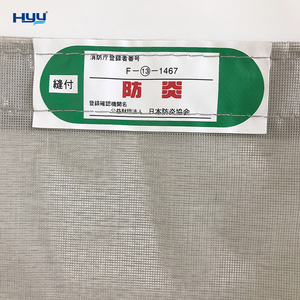 HYU
消防庁登録者番号
F-⑬-1467
縫付
防炎
登録確認機関名
公益財団法人 日本防炎協会